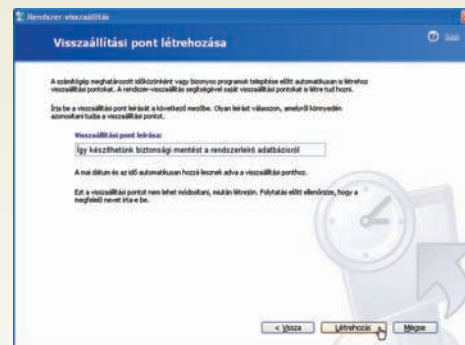 Rendszer-visszaállítás
Visszaállítási pont létrehozása
Súgó
A számítógép meghatározott időközönként vagy bizonyos programok telepítése előtt automatikusan is létrehoz
visszaállítási pontokat. A rendszer-visszaállítás segítségével saját visszaállítási pontokat is létre tud hozni.
Írja be a visszaállítási pont leírását a következő mezőbe. Olyan leírást válasszon, amelyről könnyedén
azonosítani tudja a visszaállítási pontot.
Visszaállítási pont leírása:
Így készíthetünk biztonsági mentést a rendszerleíró adatbázisról
A mai dátum és az idő automatikusan hozzá lesznek adva a visszaállítás ponthoz.
Ezt a visszaállítás pontot nem lehet módosítani, miután létrejön. Folytatás előtt ellenőrizze, hogy a
megfelelő nevet írta-e be.
< Vissza
Létrehozás
Mégse